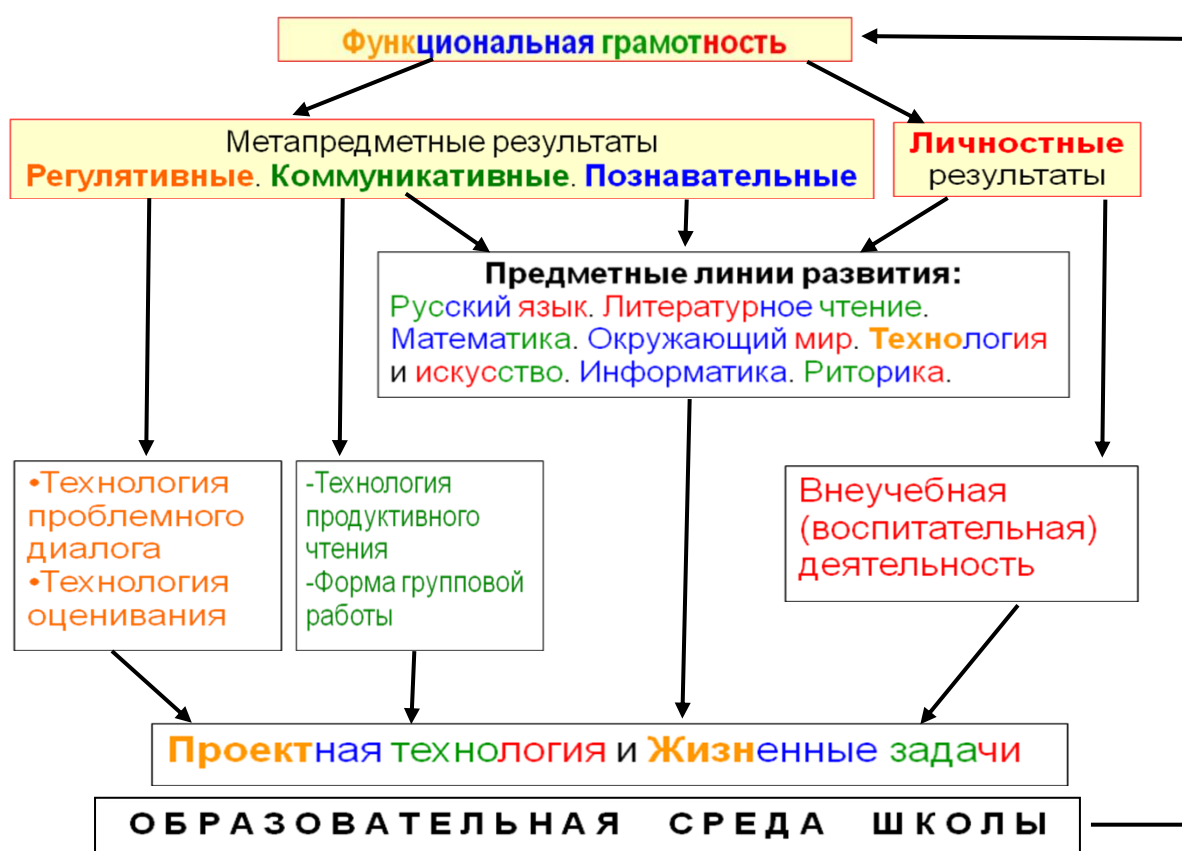 Функциональная грамотность
Метапредметные результаты
Регулятивные. Коммуникативные. Познавательные
Личностные
результаты
Предметные линии развития:
Русский язык. Литературное чтение.
Математика. Окружающий мир. Технология
и искусство. Информатика. Риторика.
•Технология
проблемного
диалога
•Технология
оценивания
-Технология
продуктивного
чтения
-Форма групповой
работы
Внеучебная
(воспитательная)
деятельность
Проектная технология и Жизненные задачи
ОБРАЗОВАТЕЛЬНАЯ СРЕДА ШКОЛЫ